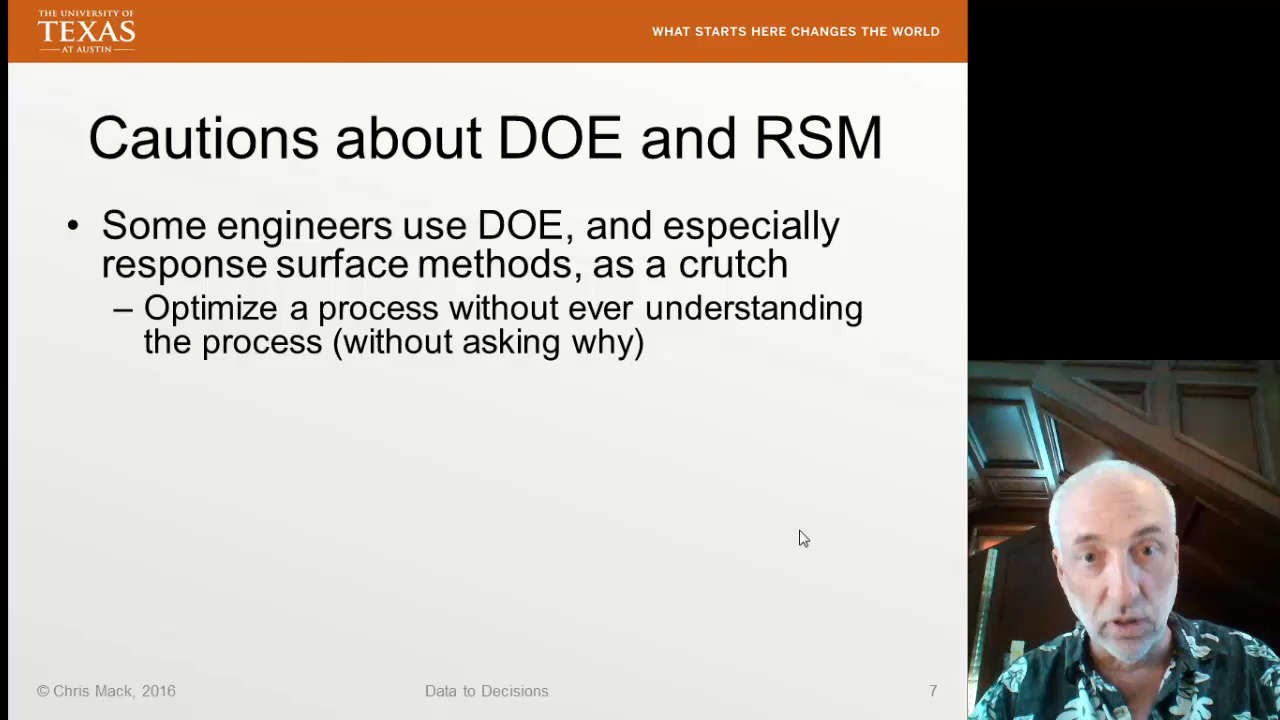 THE UNIVERSITY OF
TEXAS
AT AUSTIN
WHAT STARTS HERE CHANGES THE WORLD
Cautions about DOE and RSM
• Some engineers use DOE, and especially
response surface methods, as a crutch
– Optimize a process without ever understanding
the process (without asking why)
© Chris Mack, 2016
Data to Decisions
7